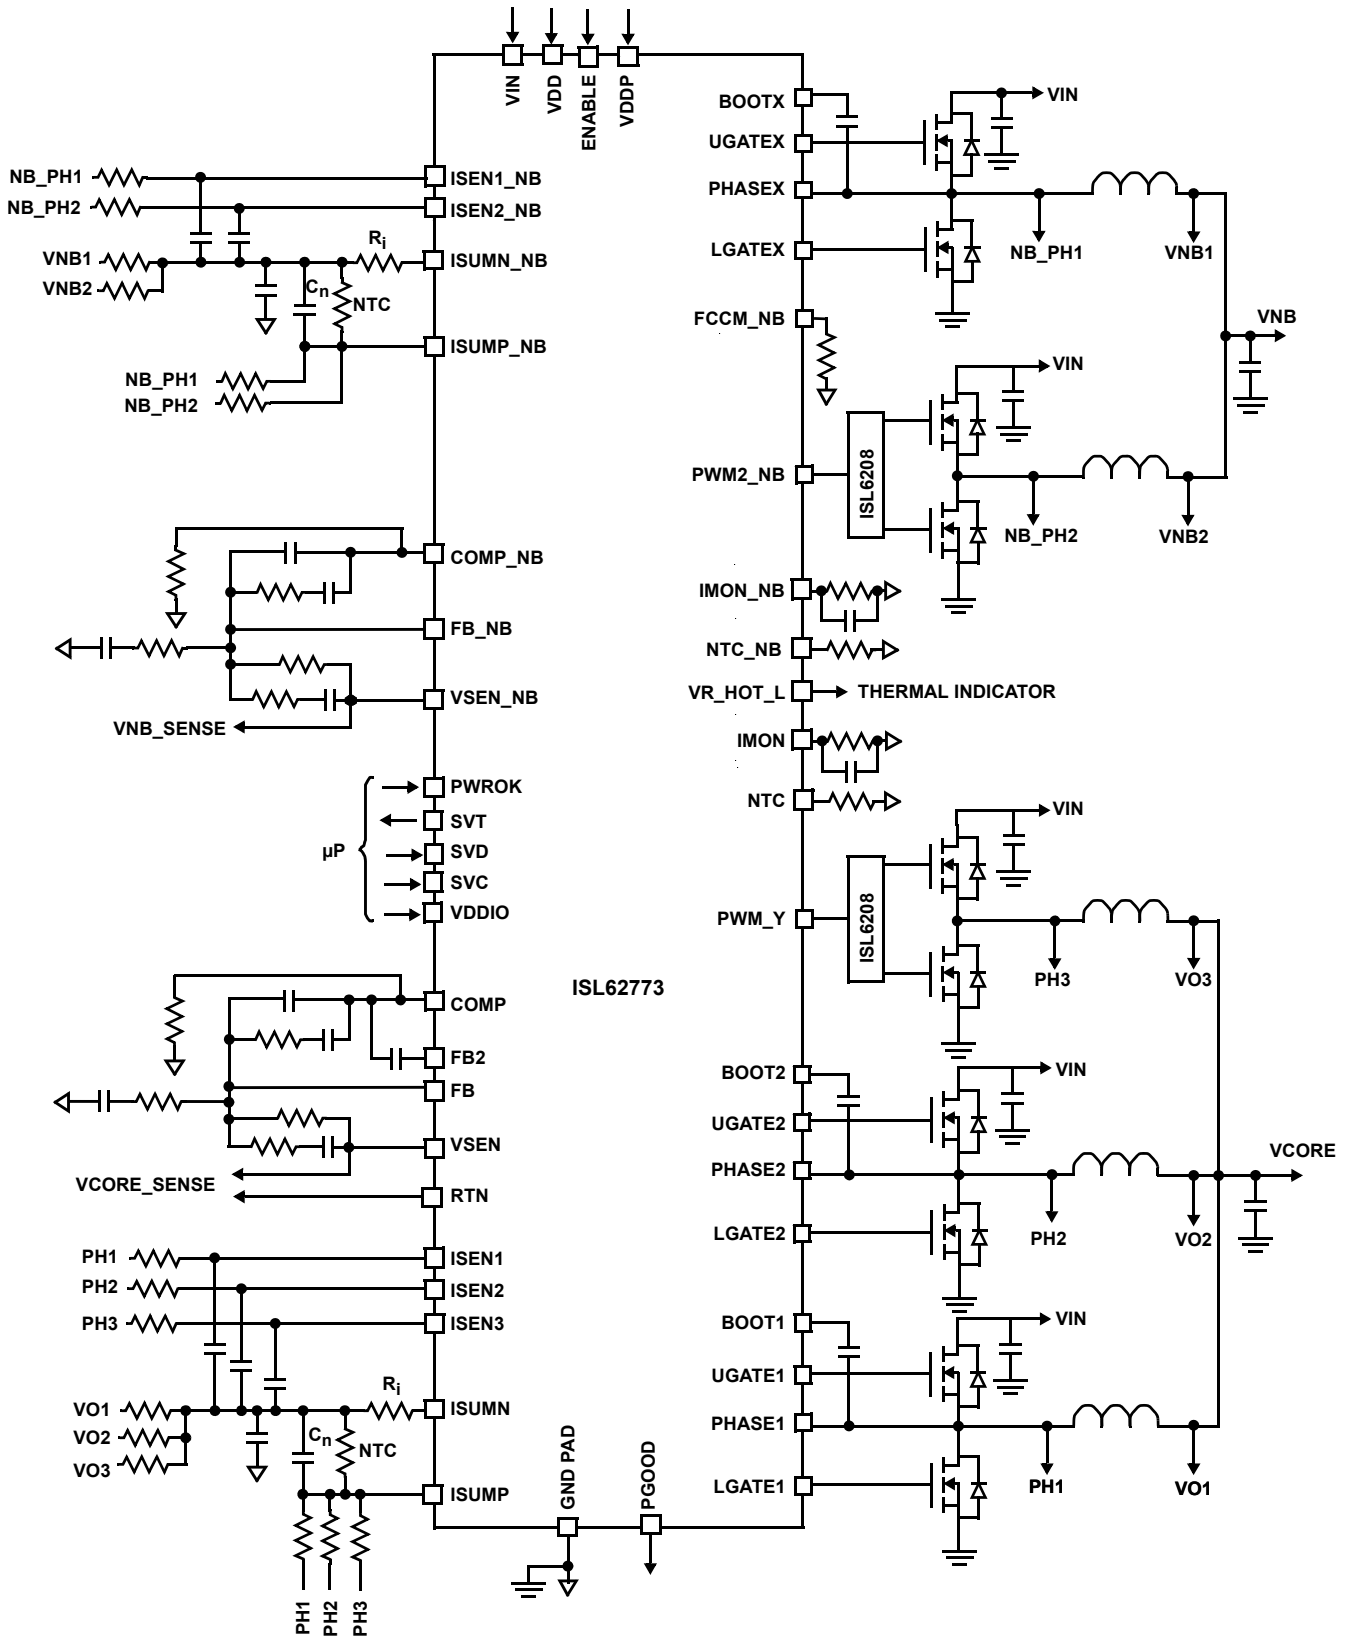 VIN
VDD
ENABLE
VDDP
NB_PH1
NB_PH2
VNB1
VNB2
Ri
Cn
NTC
NB_PH1
NB_PH2
ISEN1_NB
ISEN2_NB
ISUMN_NB
ISUMP_NB
COMP_NB
FB_NB
VSEN_NB
VNB_SENSE
µP
PWROK
SVT
SVD
SVC
VDDIO
ISL62773
COMP
FB2
FB
VSEN
VCORE_SENSE
RTN
PH1
PH2
PH3
ISEN1
ISEN2
ISEN3
VO1
VO2
VO3
Ri
Cn
NTC
ISUMN
ISUMP
PH1
PH2
PH3
GND PAD
PGOOD
BOOTX
UGATEX
PHASEX
LGATEX
VIN
NB_PH1
VNB1
FCCM_NB
VNB
VIN
PWM2_NB
ISL6208
NB_PH2
VNB2
IMON_NB
NTC_NB
VR_HOT_L
THERMAL INDICATOR
IMON
NTC
VIN
PWM_Y
ISL6208
PH3
VO3
BOOT2
UGATE2
PHASE2
LGATE2
VIN
PH2
VO2
VCORE
BOOT1
UGATE1
PHASE1
LGATE1
VIN
PH1
VO1